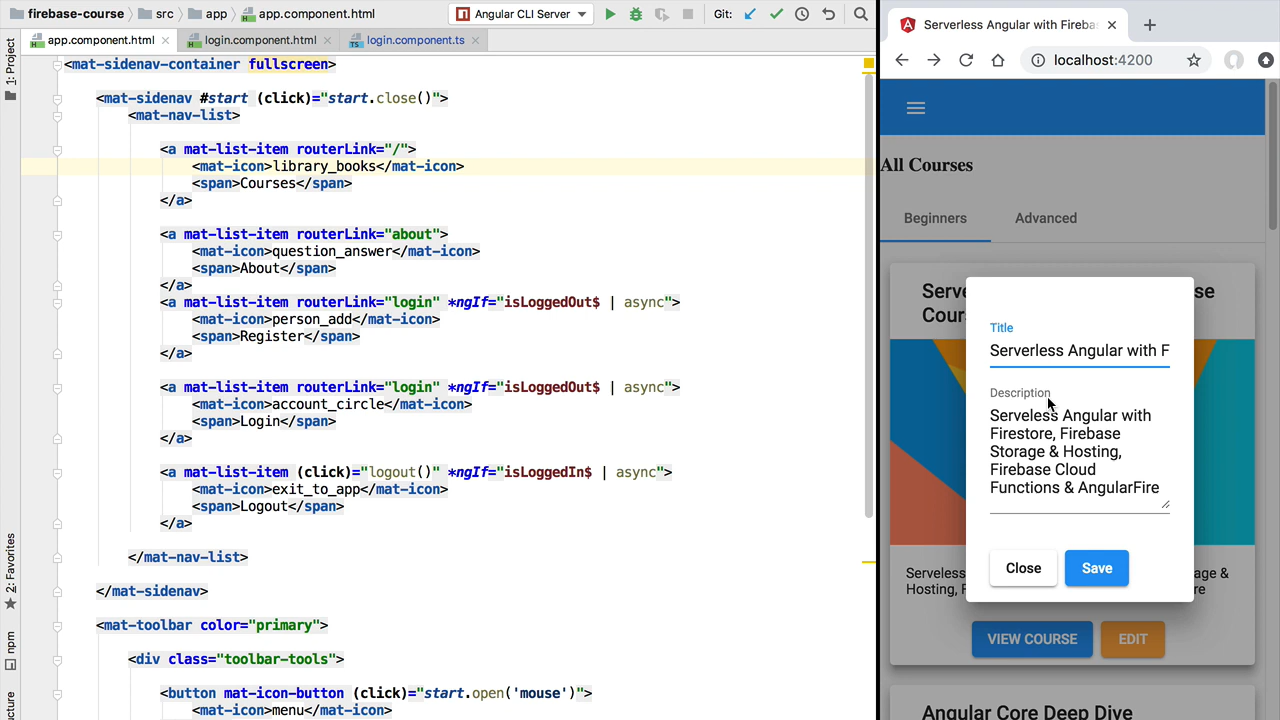 firebase-course src app app.component.html Angular CLI Server Git:
app.component.html login.component.html login.component.ts
1: Project
2: Favorites
npm
<mat-sidenav-container fullscreen>
<mat-sidenav #start (click)="start.close()">
<mat-nav-list>
<a mat-list-item routerLink="/">
<mat-icon>library_books</mat-icon>
<span>Courses</span>
</a>
<a mat-list-item routerLink="about">
<mat-icon>question_answer</mat-icon>
<span>About</span>
</a>
<a mat-list-item routerLink="login" *ngIf="isLoggedOut$ | async">
<mat-icon>person_add</mat-icon>
<span>Register</span>
</a>
<a mat-list-item routerLink="login" *ngIf="isLoggedOut$ | async">
<mat-icon>account_circle</mat-icon>
<span>Login</span>
</a>
<a mat-list-item (click)="logout()" *ngIf="isLoggedIn$ | async">
<mat-icon>exit_to_app</mat-icon>
<span>Logout</span>
</a>
</mat-nav-list>
</mat-sidenav>
<mat-toolbar color="primary">
<div class="toolbar-tools">
<button mat-icon-button (click)="start.open('mouse')">
<mat-icon>menu</mat-icon>
Serverless Angular with Fireba
localhost:4200
All Courses
Beginners Advanced
Title
Serverless Angular with F
Description
Serveless Angular with
Firestore, Firebase
Storage & Hosting,
Firebase Cloud
Functions & AngularFire
Close Save
Serveless
Hosting,
VIEW COURSE EDIT
Angular Core Deep Dive